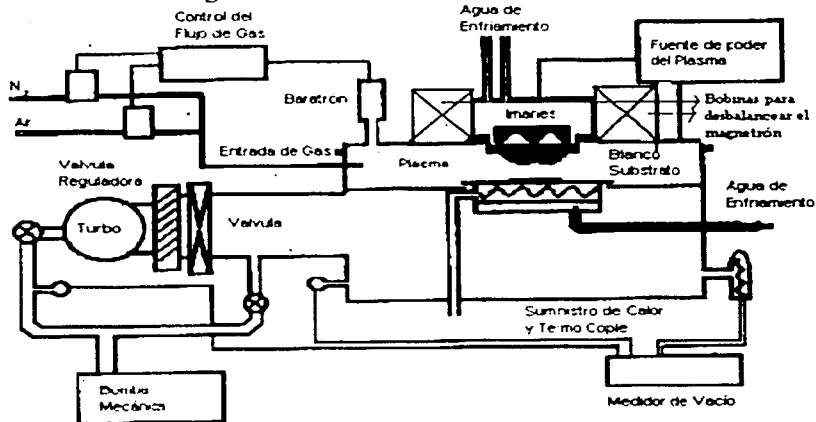 Control del
Flujo de Gas
Agua de
Enfriamiento
Fuente de poder
del Plasma
N₂
Baratron
Imanes
Bobinas para
desbalancear el
magnetrón
Ar
Entrada de Gas
Plasma
Blanco
Substrato
Valvula
Reguladora
Agua de
Enfriamiento
Turbo
Valvula
Suministro de Calor
y Termo Cople
Bomba
Mecánica
Medidor de Vacío